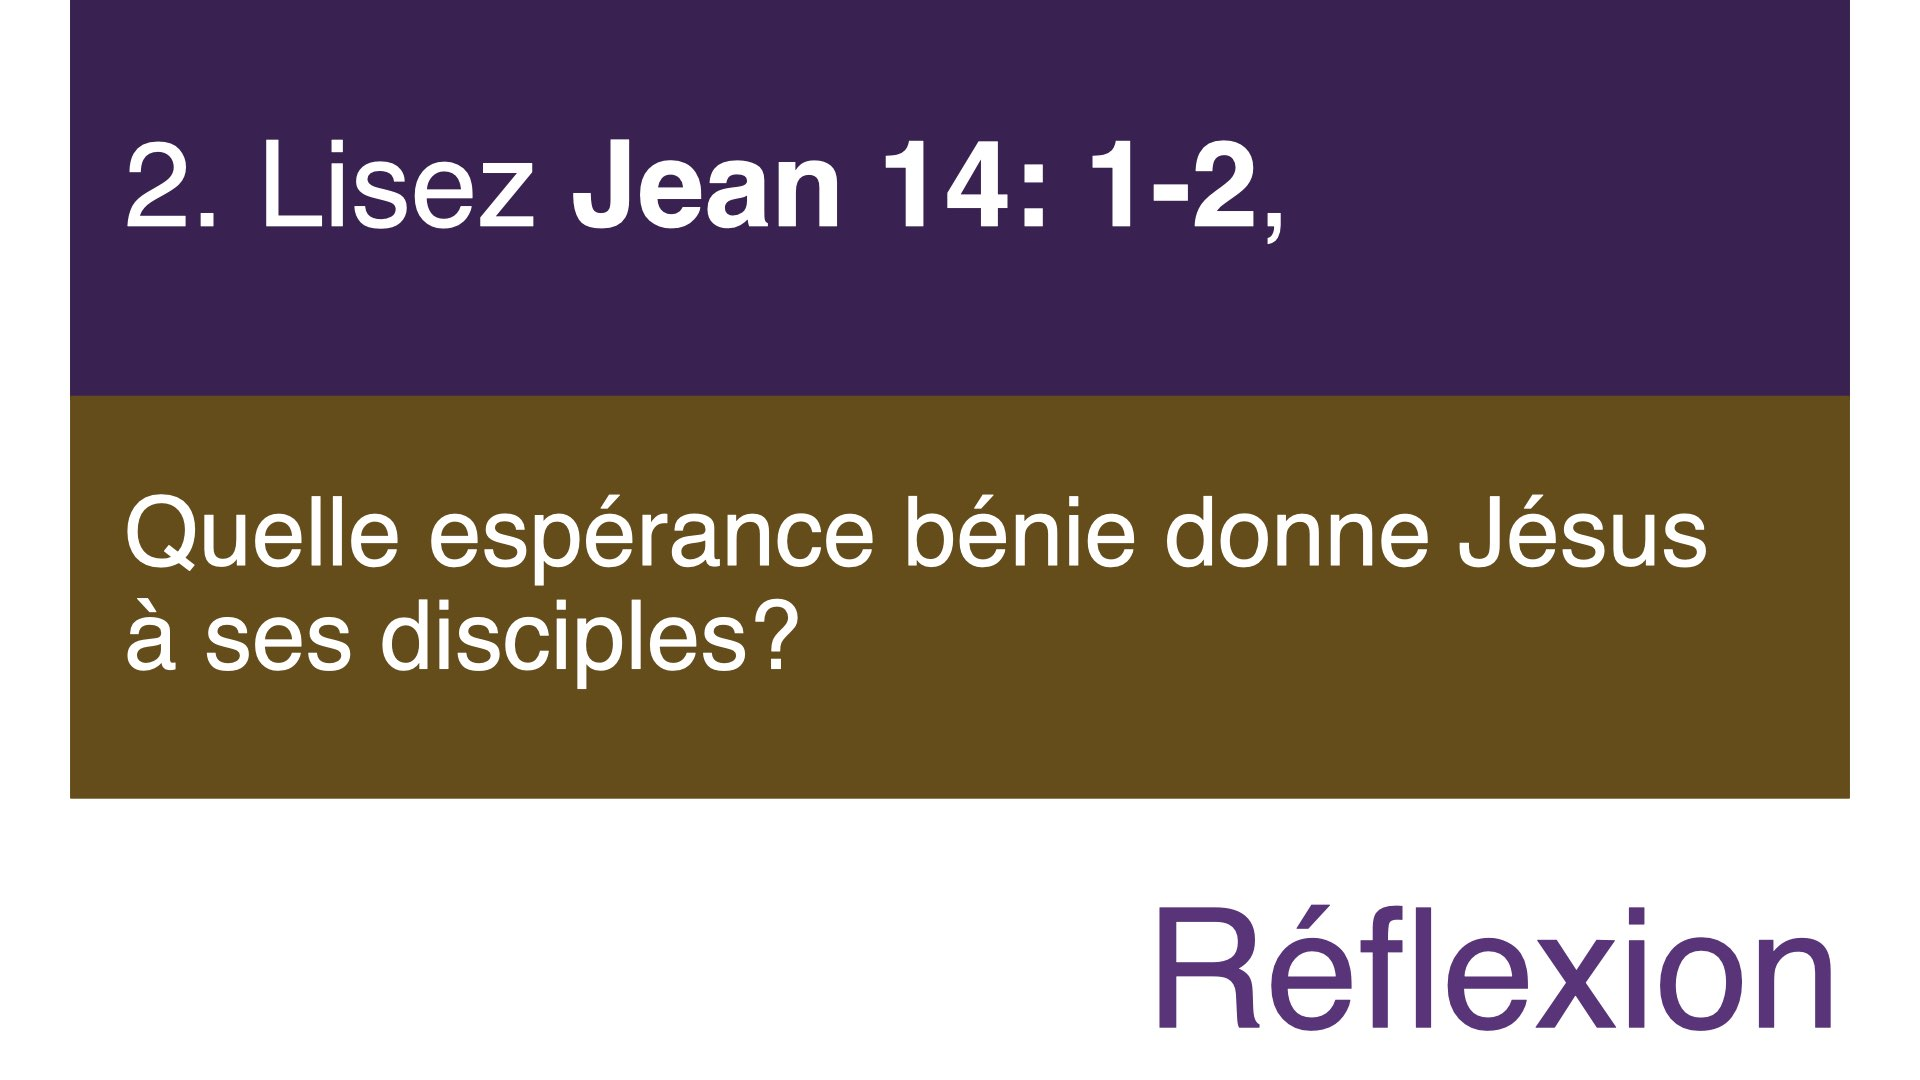 2. Lisez Jean 14: 1-2,
Quelle espérance bénie donne Jésus
à ses disciples?
Réflexion